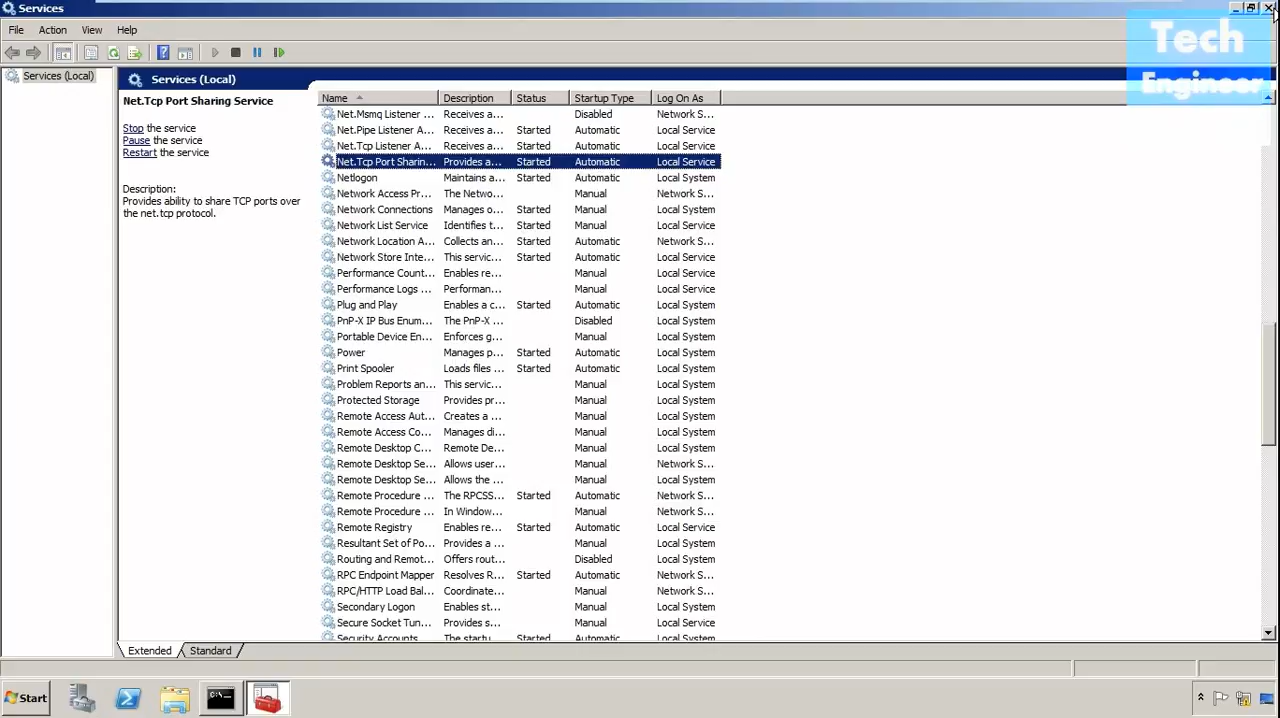 Services
File Action View Help
Tech
Engineer
Services (Local)
Services (Local)
Net.Tcp Port Sharing Service
Stop the service
Pause the service
Restart the service
Description:
Provides ability to share TCP ports over
the net.tcp protocol.
Name Description Status Startup Type Log On As
Net.Msmq Listener ... Receives a... Disabled Network S...
Net.Pipe Listener A... Receives a... Started Automatic Local Service
Net.Tcp Listener A... Receives a... Started Automatic Local Service
Net.Tcp Port Sharin... Provides a... Started Automatic Local Service
Netlogon Maintains a... Started Automatic Local System
Network Access Pr... The Netwo... Manual Network S...
Network Connections Manages o... Started Manual Local System
Network List Service Identifies t... Started Manual Local Service
Network Location A... Collects an... Started Automatic Network S...
Network Store Inte... This servic... Started Automatic Local Service
Performance Count... Enables re... Manual Local Service
Performance Logs ... Performan... Manual Local Service
Plug and Play Enables a c... Started Automatic Local System
PnP-X IP Bus Enum... The PnP-X ... Disabled Local System
Portable Device En... Enforces g... Manual Local System
Power Manages p... Started Automatic Local System
Print Spooler Loads files ... Started Automatic Local System
Problem Reports an... This servic... Manual Local System
Protected Storage Provides pr... Manual Local System
Remote Access Aut... Creates a ... Manual Local System
Remote Access Co... Manages di... Manual Local System
Remote Desktop C... Remote De... Manual Local System
Remote Desktop Se... Allows user... Manual Network S...
Remote Desktop Se... Allows the ... Manual Local System
Remote Procedure ... The RPCSS... Started Automatic Network S...
Remote Procedure ... In Window... Manual Network S...
Remote Registry Enables re... Started Automatic Local Service
Resultant Set of Po... Provides a ... Manual Local System
Routing and Remot... Offers rout... Disabled Local System
RPC Endpoint Mapper Resolves R... Started Automatic Network S...
RPC/HTTP Load Bal... Coordinate... Manual Network S...
Secondary Logon Enables st... Manual Local System
Secure Socket Tun... Provides s... Manual Local Service
Security Accounts The startu Started Automatic Local System
Extended Standard
Start